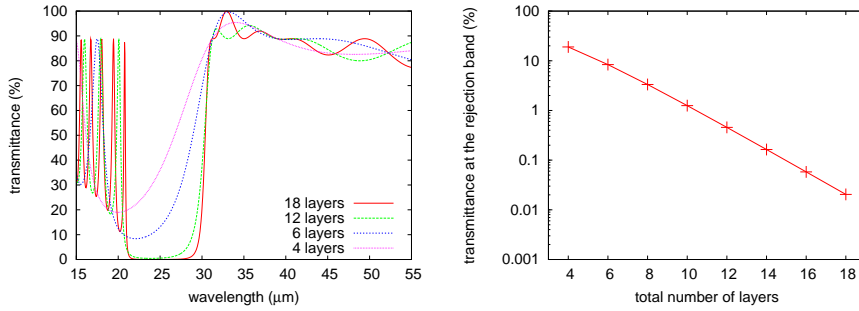 transmittance (%)
100
90
80
70
60
50
40
30
20
10
0
18 layers
12 layers
6 layers
4 layers
15 20 25 30 35 40 45 50 55
wavelength (μm)
transmittance at the rejection band (%)
100
10
1
0.1
0.01
0.001
4 6 8 10 12 14 16 18
total number of layers